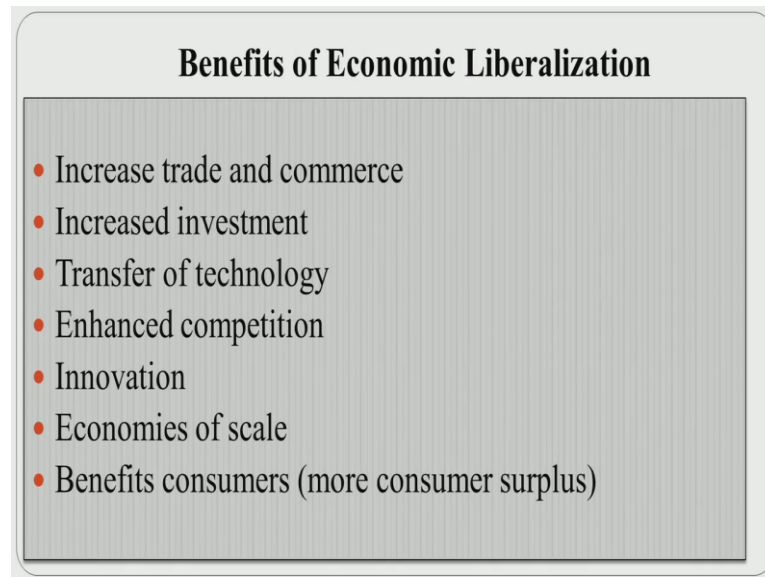 Benefits of Economic Liberalization
• Increase trade and commerce
• Increased investment
• Transfer of technology
• Enhanced competition
• Innovation
• Economies of scale
• Benefits consumers (more consumer surplus)